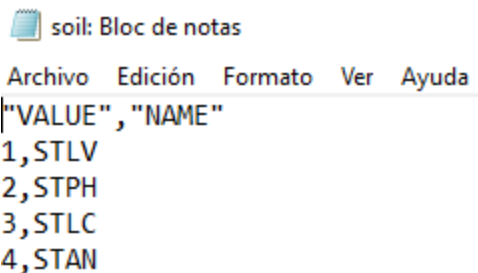 soil: Bloc de notas
Archivo Edición Formato Ver Ayuda
"VALUE","NAME"
1,STLV
2,STPH
3,STLC
4,STAN